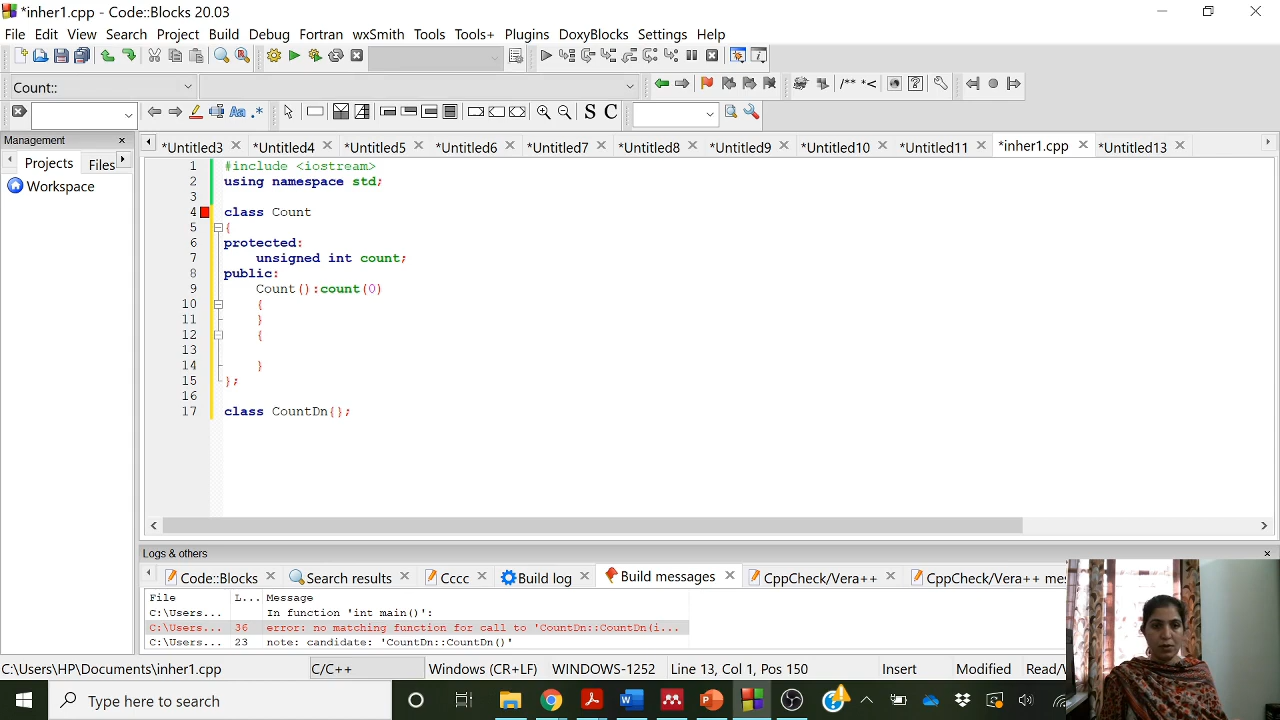 *inher1.cpp - Code::Blocks 20.03
File Edit View Search Project Build Debug Fortran wxSmith Tools Tools+ Plugins DoxyBlocks Settings Help
Count::
/** *<
Aa .*
S C
Management
*Untitled3 *Untitled4 *Untitled5 *Untitled6 *Untitled7 *Untitled8 *Untitled9 *Untitled10 *Untitled11 *inher1.cpp *Untitled13
Projects Files
Workspace
1 #include <iostream>
2 using namespace std;
3
4 class Count
5 {
6 protected:
7 unsigned int count;
8 public:
9 Count():count(0)
10 {
11 }
12 {
13
14 }
15 };
16
17 class CountDn{};
Logs & others
Code::Blocks Search results Cccc Build log Build messages CppCheck/Vera++ CppCheck/Vera++ me
File L... Message
C:\Users... In function 'int main()':
C:\Users... 36 error: no matching function for call to 'CountDn::CountDn(i...
C:\Users... 23 note: candidate: 'CountDn::CountDn()'
C:\Users\HP\Documents\inher1.cpp C/C++ Windows (CR+LF) WINDOWS-1252 Line 13, Col 1, Pos 150 Insert Modified Read/
Type here to search